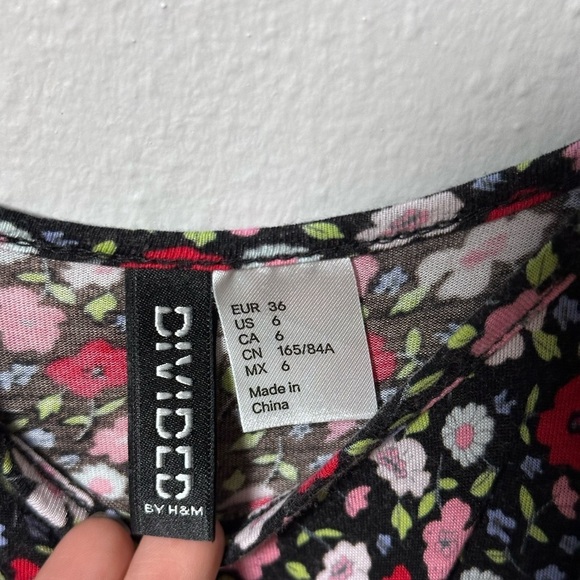 DIVIDED
BY H&M
EUR 36
US 6
CA 6
CN 165/84A
MX 6
Made in
China